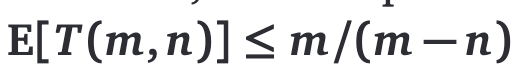 E[T(m, n)] ≤ m/(m − n)